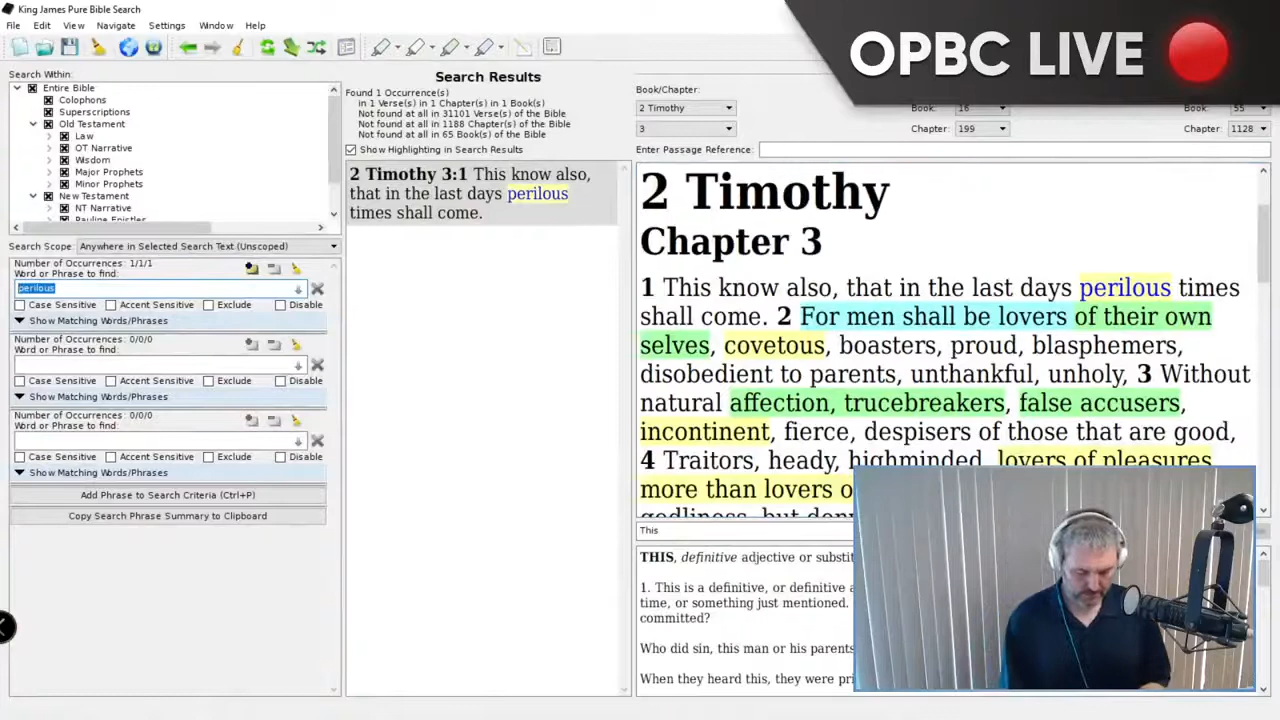 King James Pure Bible Search
File Edit View Navigate Settings Window Help
OPBC LIVE
Search Within:
Entire Bible
Colophons
Superscriptions
Old Testament
Law
OT Narrative
Wisdom
Major Prophets
Minor Prophets
New Testament
NT Narrative
Pauline Epistles
Search Scope: Anywhere in Selected Search Text (Unscoped)
Number of Occurrences: 1/1/1
Word or Phrase to find:
perilous
Case Sensitive Accent Sensitive Exclude Disable
Show Matching Words/Phrases
Number of Occurrences: 0/0/0
Word or Phrase to find:
Case Sensitive Accent Sensitive Exclude Disable
Show Matching Words/Phrases
Number of Occurrences: 0/0/0
Word or Phrase to find:
Case Sensitive Accent Sensitive Exclude Disable
Show Matching Words/Phrases
Add Phrase to Search Criteria (Ctrl+P)
Copy Search Phrase Summary to Clipboard
Search Results
Found 1 Occurrence(s)
in 1 Verse(s) in 1 Chapter(s) in 1 Book(s)
Not found at all in 31101 Verse(s) of the Bible
Not found at all in 1188 Chapter(s) of the Bible
Not found at all in 65 Book(s) of the Bible
Show Highlighting in Search Results
2 Timothy 3:1 This know also,
that in the last days perilous
times shall come.
Book/Chapter:
2 Timothy Book: 16 Book: 55
3 Chapter: 199 Chapter: 1128
Enter Passage Reference:
2 Timothy
Chapter 3
1 This know also, that in the last days perilous times
shall come. 2 For men shall be lovers of their own
selves, covetous, boasters, proud, blasphemers,
disobedient to parents, unthankful, unholy, 3 Without
natural affection, trucebreakers, false accusers,
incontinent, fierce, despisers of those that are good,
4 Traitors, heady, highminded, lovers of pleasures
more than lovers o
godliness, but den
This
THIS, definitive adjective or substit
1. This is a definitive, or definitive a
time, or something just mentioned.
committed?
Who did sin, this man or his parents
When they heard this, they were pri